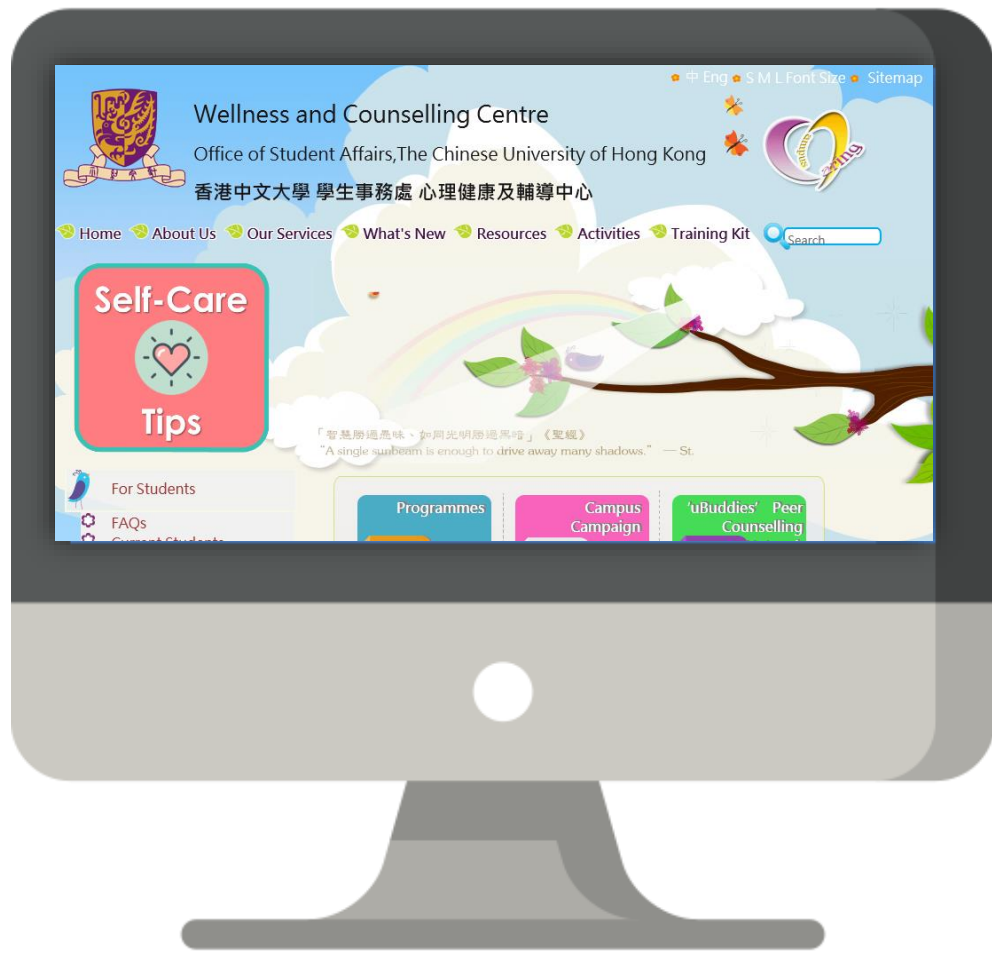 中 Eng S M L Font Size Sitemap
Wellness and Counselling Centre
Office of Student Affairs,The Chinese University of Hong Kong
香港中文大學 學生事務處 心理健康及輔導中心
Home About Us Our Services What's New Resources Activities Training Kit Search
Self-Care
Tips
「智慧勝過愚昧、如同光明勝過黑暗」《聖經》
"A single sunbeam is enough to drive away many shadows." — St.
For Students
FAQs
Current Students
Programmes
Campus
Campaign
'uBuddies' Peer
Counselling